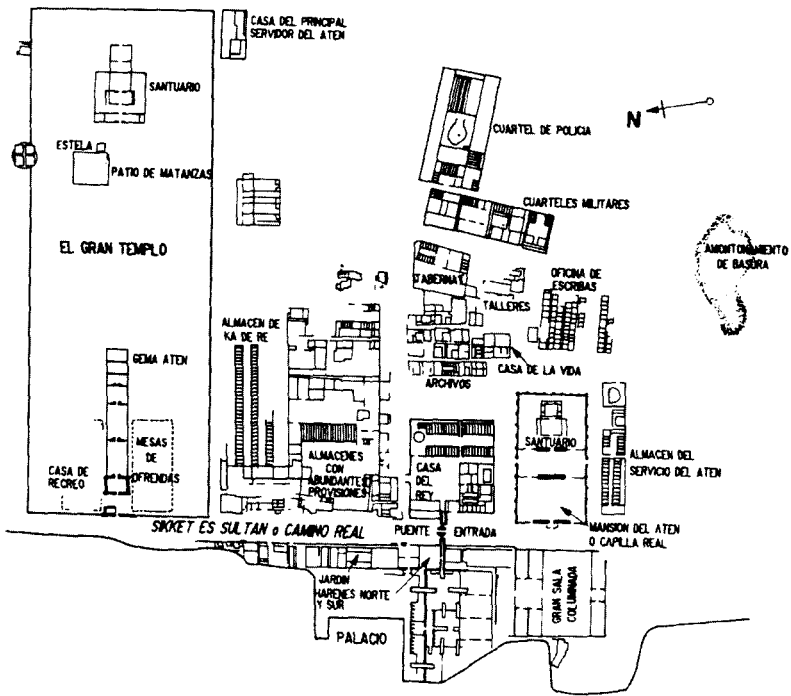 CASA DEL PRINCIPAL
SERVIDOR DEL ATEN
SANTUARIO
N
CUARTEL DE POLICIA
ESTELA
PATIO DE MATANZAS
CUARTELES MILITARES
EL GRAN TEMPLO
AMONTONAMIENTO
DE BASURA
TABERNAS
OFICINA DE
ESCRIBAS
TALLERES
ALMACEN DE
KA DE RE
GEMA ATEN
CASA DE LA VIDA
ARCHIVOS
MESAS
DE
OFRENDAS
CASA DE
RECREO
ALMACENES
CON
ABUNDANTES
PROVISIONES
CASA
DEL
REY
SANTUARIO
ALMACEN DEL
SERVICIO DEL ATEN
SIKKET ES SULTAN o CAMINO REAL
PUENTE
ENTRADA
MANSION DEL ATEN
O CAPILLA REAL
JARDIN
HARENES NORTE
Y SUR
GRAN SALA
COLUMNADA
PALACIO